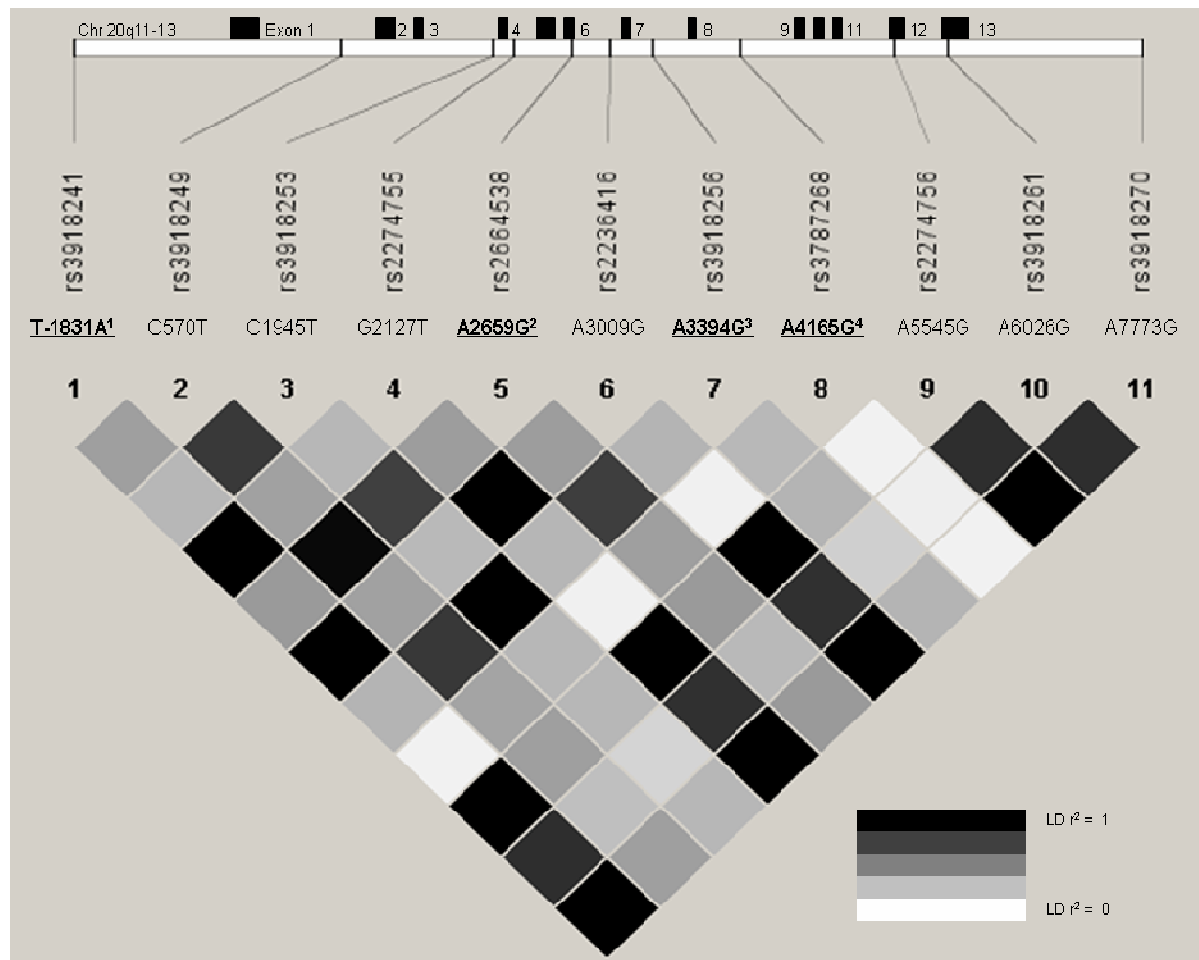 Chr 20q11-13 Exon 1 2 3 4 6 7 8 9 11 12 13
rs3918241 rs3918249 rs3918253 rs2274755 rs2664538 rs2236416 rs3918256 rs3787268 rs2274756 rs3918261 rs3918270
T-1831A¹ C570T C1945T G2127T A2659G² A3009G A3394G³ A4165G⁴ A5545G A6026G A7773G
1 2 3 4 5 6 7 8 9 10 11
LD r² = 1
LD r² = 0